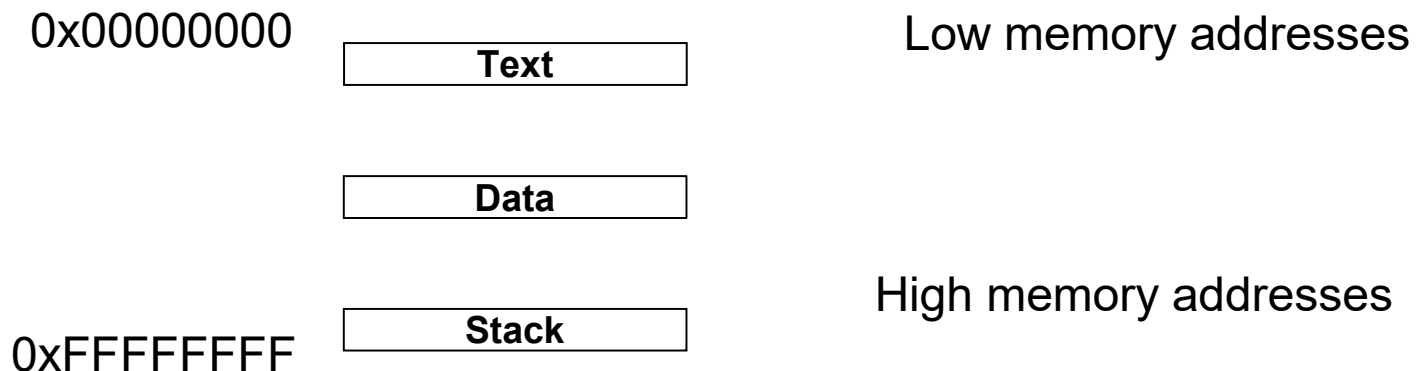 0x00000000
Low memory addresses
Text
Data
High memory addresses
Stack
0xFFFFFFFF